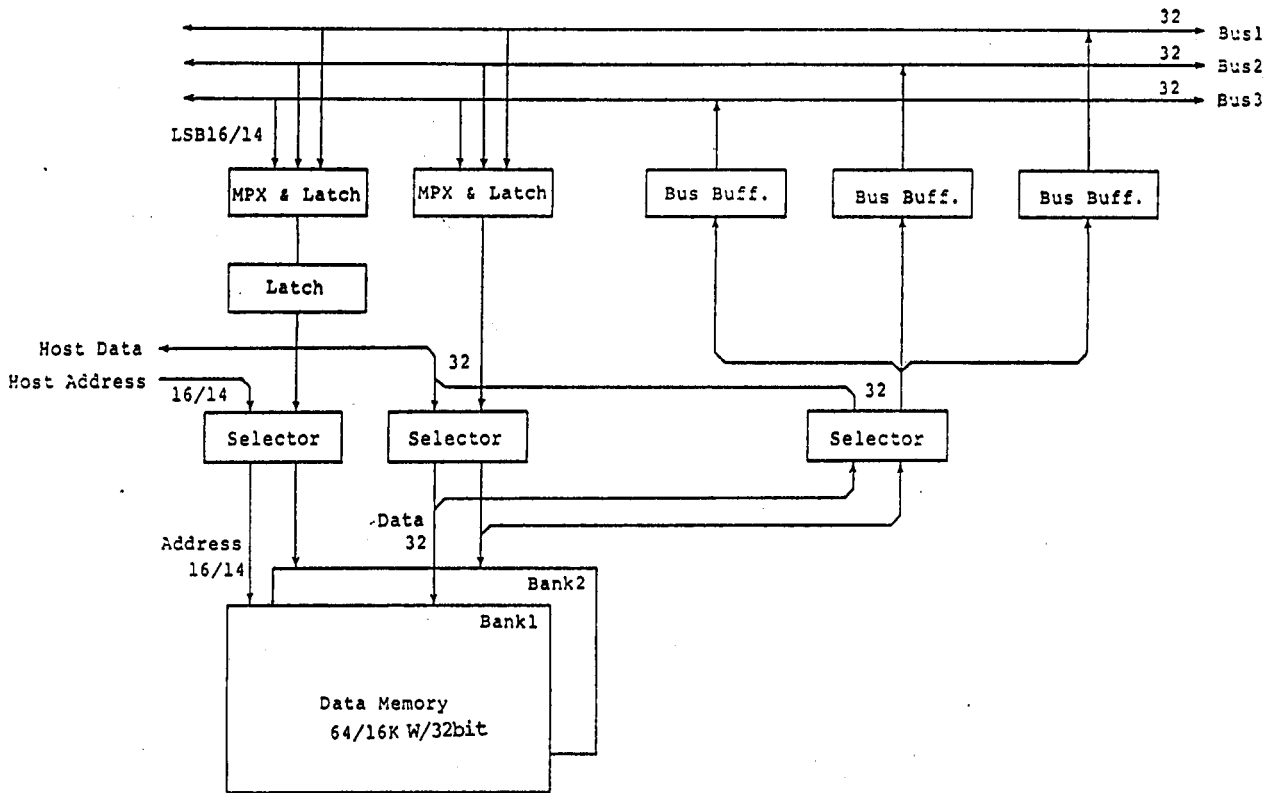 32
Bus1
32
Bus2
32
Bus3
LSB16/14
MPX & Latch
MPX & Latch
Bus Buff.
Bus Buff.
Bus Buff.
Latch
Host Data
32
Host Address
16/14
32
Selector
Selector
Selector
Data
32
Address
16/14
Bank2
Bank1
Data Memory
64/16K W/32bit